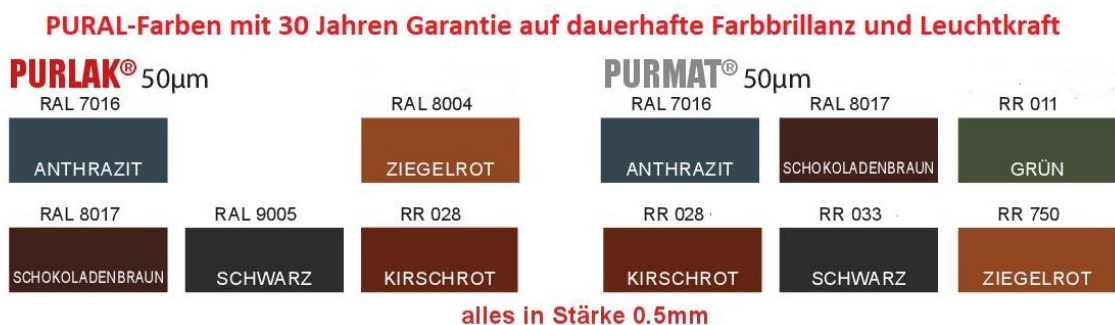 PURAL-Farben mit 30 Jahren Garantie auf dauerhafte Farbbrillanz und Leuchtkraft
PURLAK® 50µm
RAL 7016
RAL 8004
ANTHRAZIT
ZIEGELROT
RAL 8017
RAL 9005
RR 028
SCHOKOLADENBRAUN
SCHWARZ
KIRSCHROT
PURMAT® 50µm
RAL 7016
RAL 8017
RR 011
ANTHRAZIT
SCHOKOLADENBRAUN
GRÜN
RR 028
RR 033
RR 750
KIRSCHROT
SCHWARZ
ZIEGELROT
alles in Stärke 0.5mm